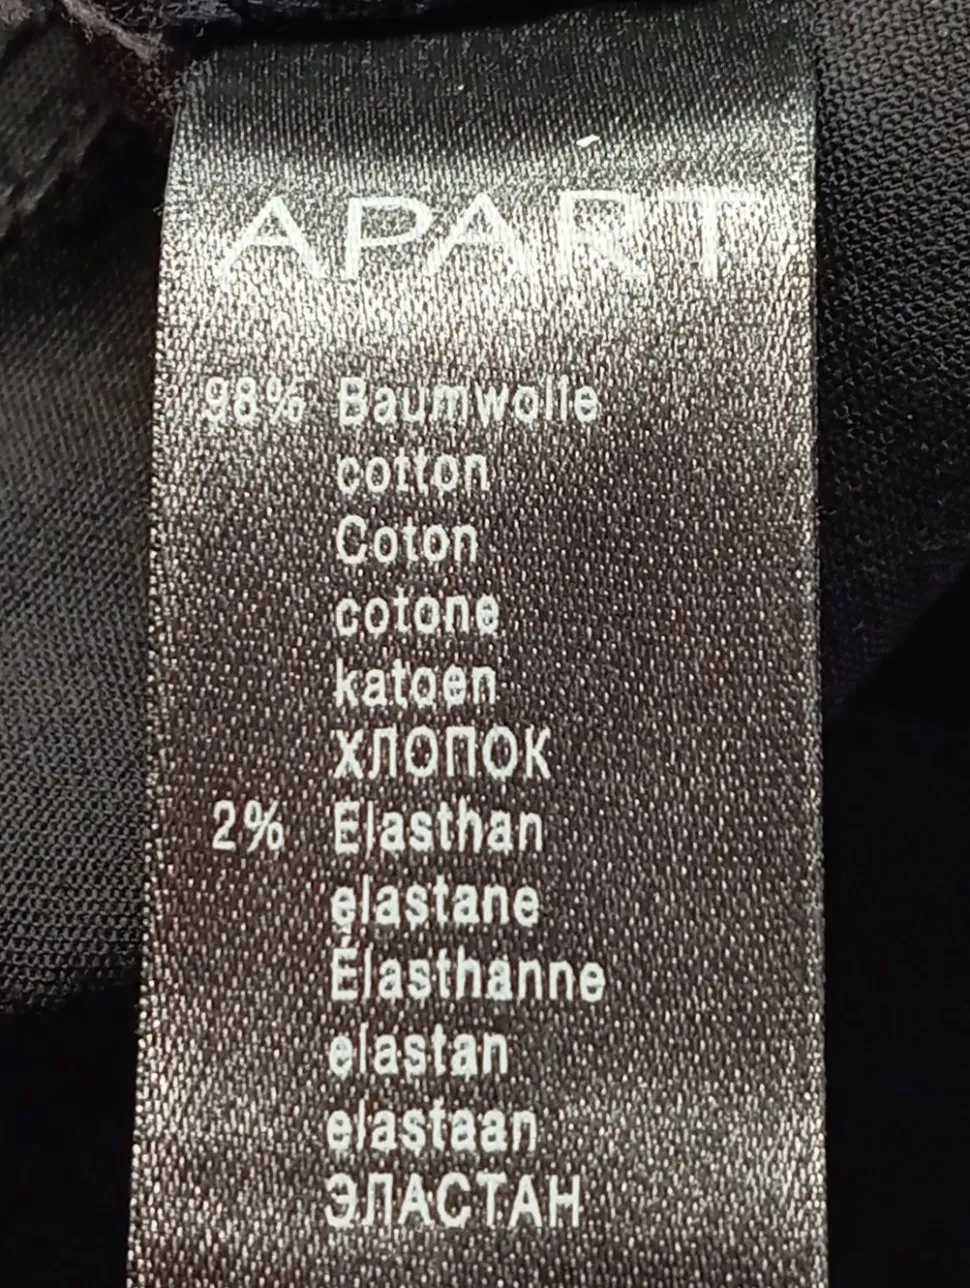 APART
98% Baumwolle
cotton
Coton
cotone
katoen
ХЛОПОК
2% Elasthan
elastane
Élasthanne
elastan
elastaan
ЭЛАСТАН